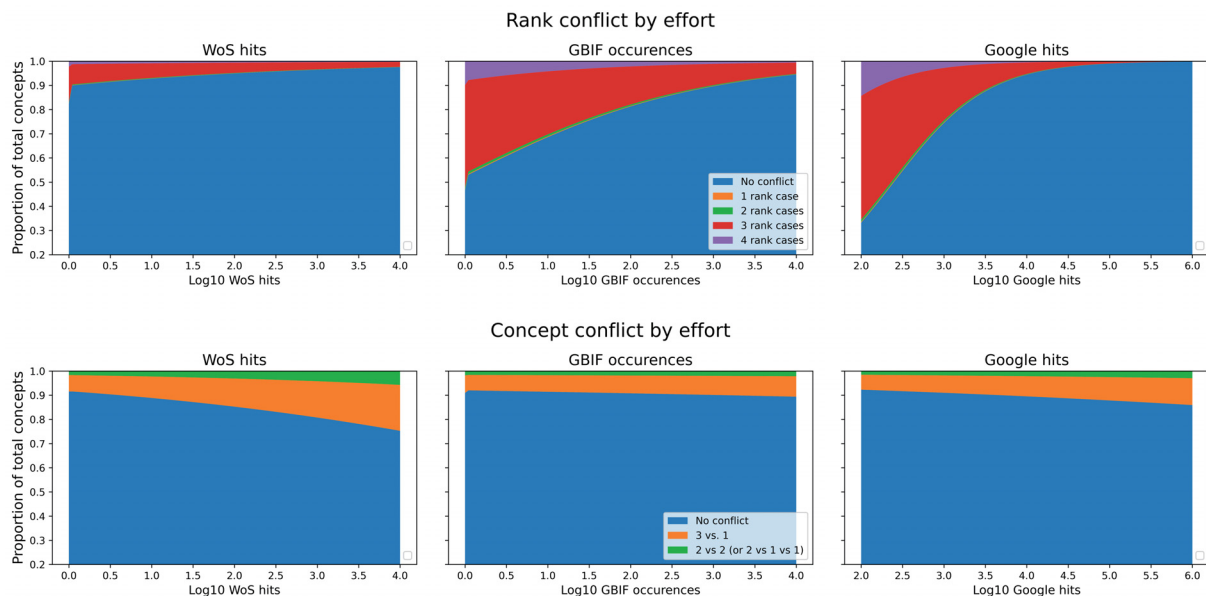 Rank conflict by effort
WoS hits
GBIF occurences
Google hits
Proportion of total concepts
1.0
0.9
0.8
0.7
0.6
0.5
0.4
0.3
0.2
0.0 0.5 1.0 1.5 2.0 2.5 3.0 3.5 4.0
Log10 WoS hits
No conflict
1 rank case
2 rank cases
3 rank cases
4 rank cases
0.0 0.5 1.0 1.5 2.0 2.5 3.0 3.5 4.0
Log10 GBIF occurences
2.0 2.5 3.0 3.5 4.0 4.5 5.0 5.5 6.0
Log10 Google hits
Concept conflict by effort
WoS hits
GBIF occurences
Google hits
Proportion of total concepts
1.0
0.9
0.8
0.7
0.6
0.5
0.4
0.3
0.2
0.0 0.5 1.0 1.5 2.0 2.5 3.0 3.5 4.0
Log10 WoS hits
No conflict
3 vs. 1
2 vs 2 (or 2 vs 1 vs 1)
0.0 0.5 1.0 1.5 2.0 2.5 3.0 3.5 4.0
Log10 GBIF occurences
2.0 2.5 3.0 3.5 4.0 4.5 5.0 5.5 6.0
Log10 Google hits